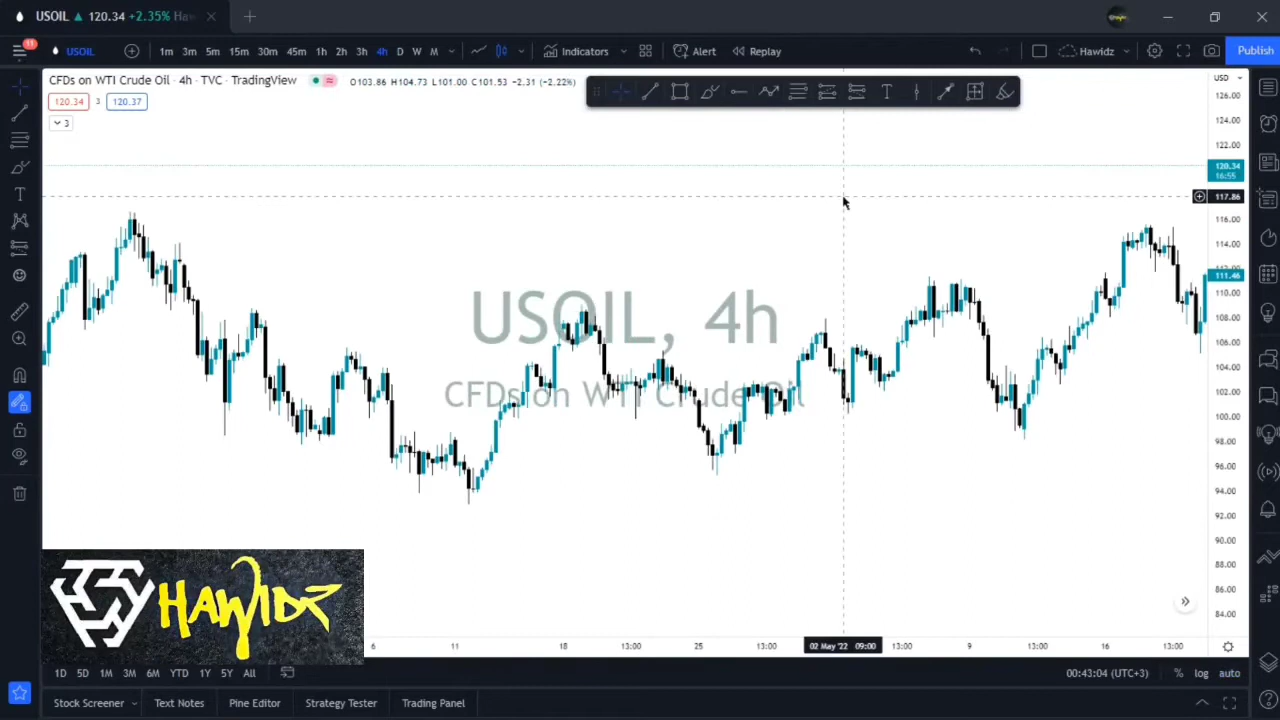 USOIL ▲ 120.34 +2.35% Haw
11
USOIL
1m 3m 5m 15m 30m 45m 1h 2h 3h 4h D W M
Indicators
Alert
Replay
Hawidz
Publish
CFDs on WTI Crude Oil · 4h · TVC · TradingView
O103.86 H104.73 L101.00 C101.53 −2.31 (−2.22%)
120.34 3 120.37
3
USD
126.00
124.00
122.00
120.34
16:55
117.86
116.00
114.00
112.00
111.46
110.00
108.00
106.00
104.00
102.00
100.00
98.00
96.00
94.00
92.00
90.00
88.00
86.00
84.00
USOIL, 4h
CFDs on WTI Crude Oil
HAWIDZ
6 11 18 13:00 25 13:00 02 May '22 09:00 13:00 9 13:00 16 13:00
1D 5D 1M 3M 6M YTD 1Y 5Y All
00:43:04 (UTC+3) % log auto
Stock Screener Text Notes Pine Editor Strategy Tester Trading Panel